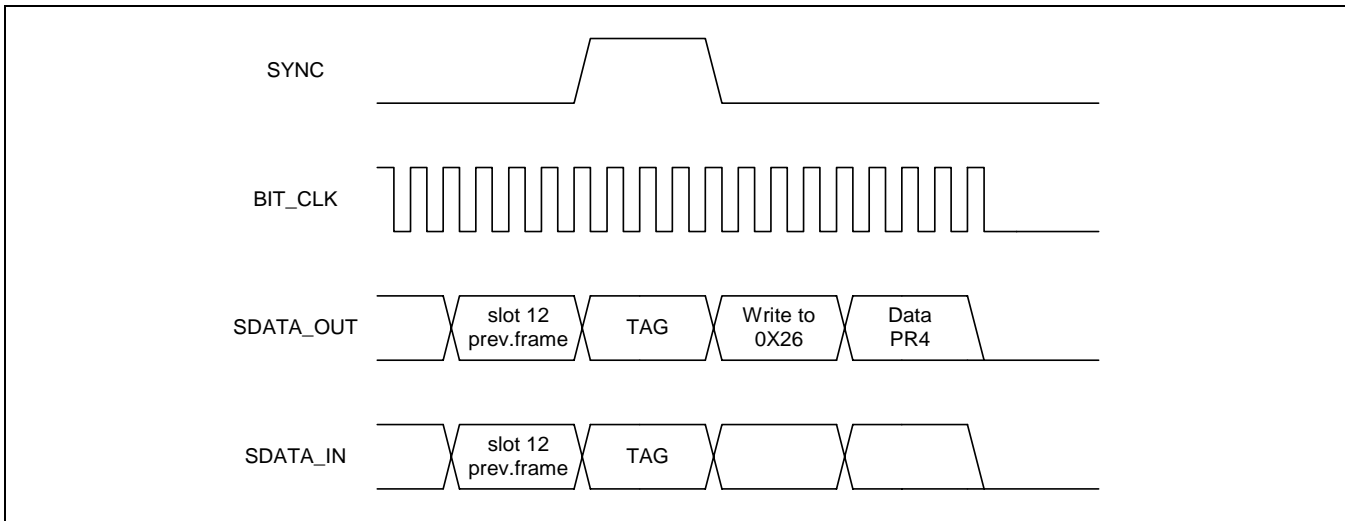 SYNC
BIT_CLK
SDATA_OUT
slot 12
prev.frame
TAG
Write to
0X26
Data
PR4
SDATA_IN
slot 12
prev.frame
TAG